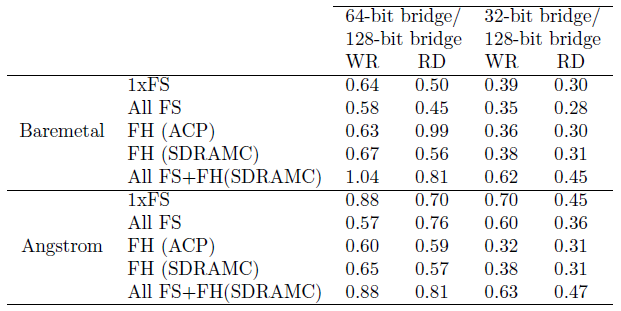 64-bit bridge/ 32-bit bridge/
128-bit bridge 128-bit bridge
WR RD WR RD
1xFS 0.64 0.50 0.39 0.30
All FS 0.58 0.45 0.35 0.28
Baremetal FH (ACP) 0.63 0.99 0.36 0.30
FH (SDRAMC) 0.67 0.56 0.38 0.31
All FS+FH(SDRAMC) 1.04 0.81 0.62 0.45
1xFS 0.88 0.70 0.70 0.45
All FS 0.57 0.76 0.60 0.36
Angstrom FH (ACP) 0.60 0.59 0.32 0.31
FH (SDRAMC) 0.65 0.57 0.38 0.31
All FS+FH(SDRAMC) 0.88 0.81 0.63 0.47